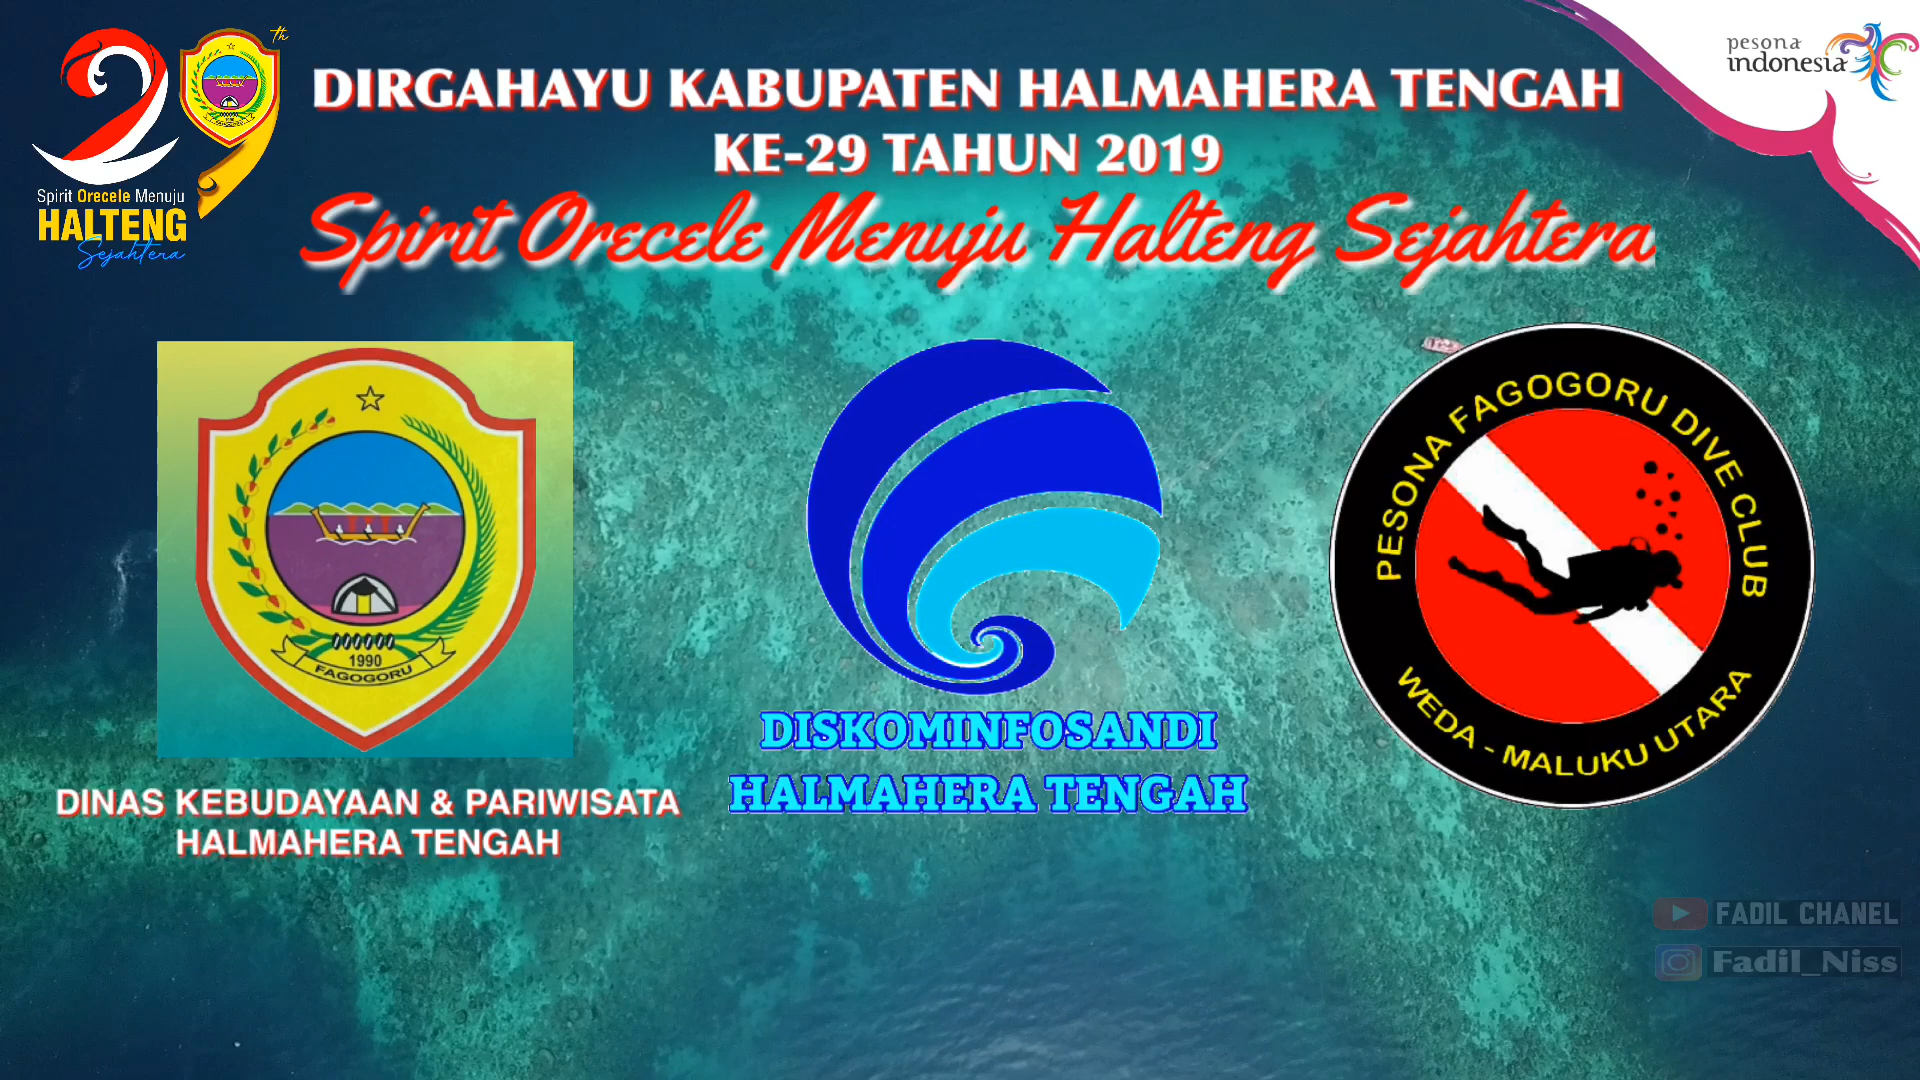 29th
Spirit Orecele Menuju
HALTENG
Sejahtera
DIRGAHAYU KABUPATEN HALMAHERA TENGAH
KE-29 TAHUN 2019
Spirit Orecele Menuju Halteng Sejahtera
pesona
indonesia
1990
FAGOGORU
DINAS KEBUDAYAAN & PARIWISATA
HALMAHERA TENGAH
DISKOMINFOSANDI
HALMAHERA TENGAH
PESONA FAGOGORU DIVE CLUB
WEDA - MALUKU UTARA
FADIL CHANEL
Fadil_Niss